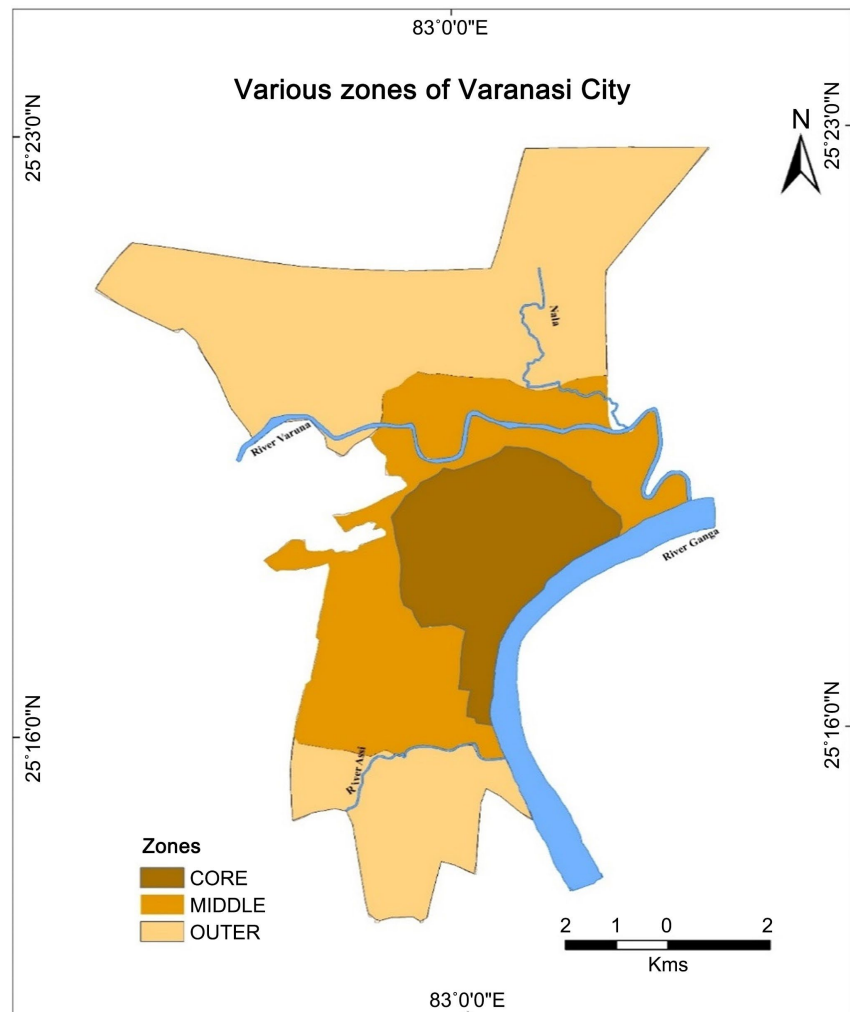 83°0'0"E
Various zones of Varanasi City
25°23'0"N
25°23'0"N
N
Nala
River Varuna
River Ganga
25°16'0"N
25°16'0"N
River Assi
Zones
CORE
MIDDLE
OUTER
2 1 0 2
Kms
83°0'0"E